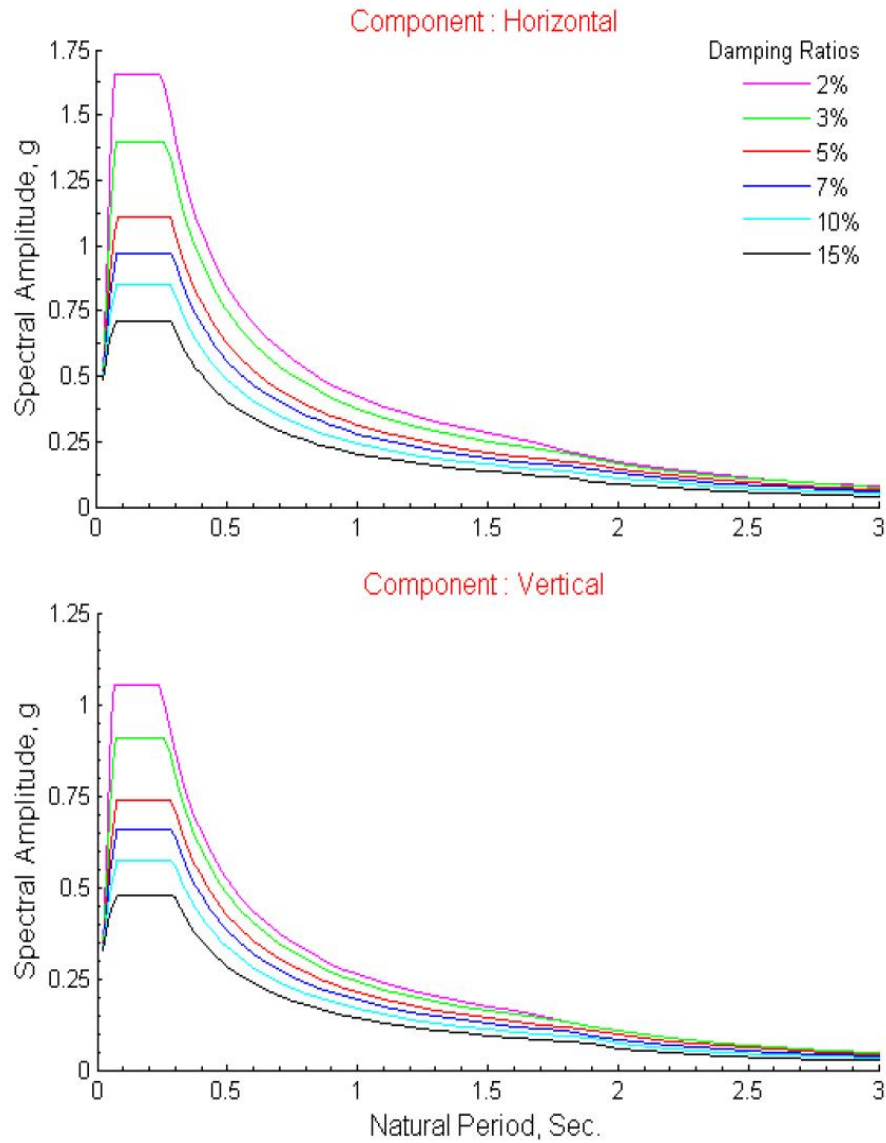 Component : Horizontal
Spectral Amplitude, g
1.75
1.5
1.25
1
0.75
0.5
0.25
0
0 0.5 1 1.5 2 2.5 3
Damping Ratios
2%
3%
5%
7%
10%
15%
Component : Vertical
Spectral Amplitude, g
1.25
1
0.75
0.5
0.25
0
0 0.5 1 1.5 2 2.5 3
Natural Period, Sec.